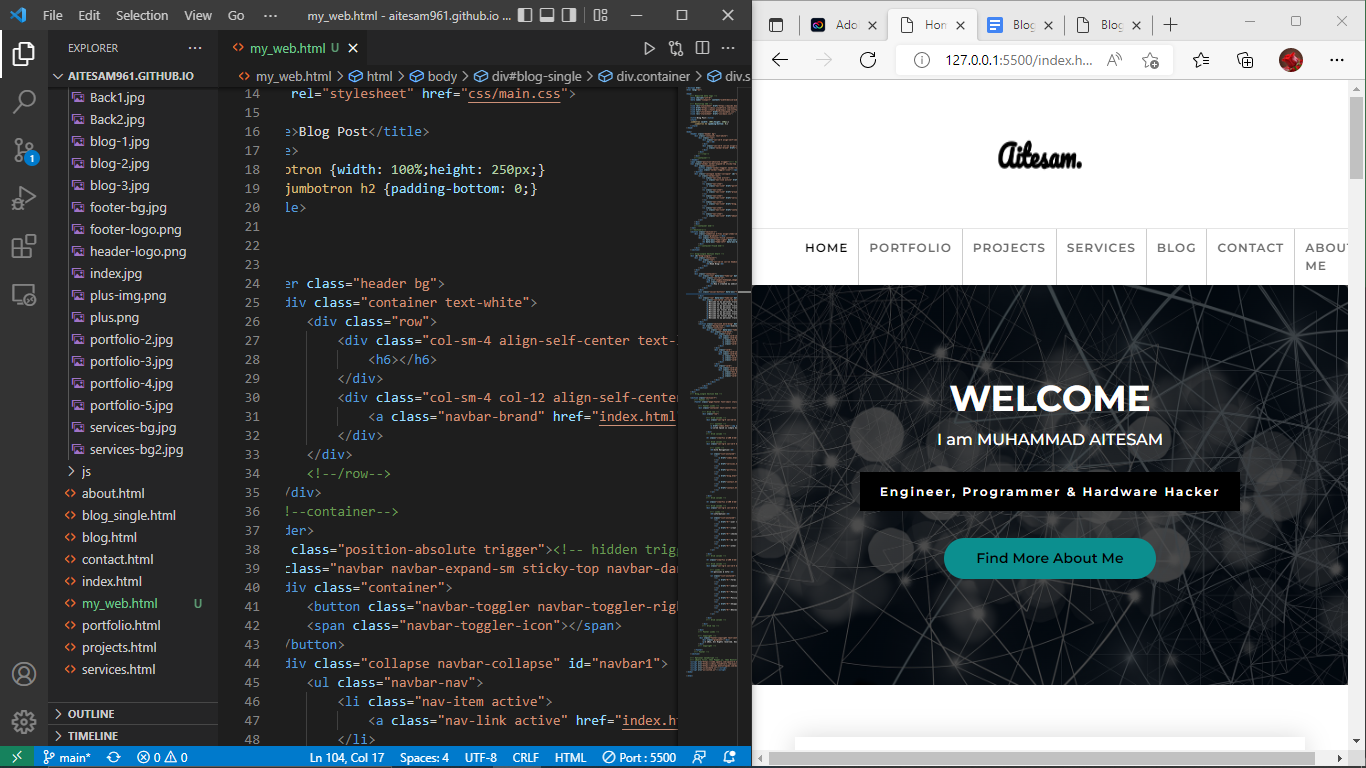 File Edit Selection View Go ··· my_web.html - aitesam961.github.io ...
EXPLORER ···
AITESAM961.GITHUB.IO
Back1.jpg
Back2.jpg
blog-1.jpg
blog-2.jpg
blog-3.jpg
footer-bg.jpg
footer-logo.png
header-logo.png
index.jpg
plus-img.png
plus.png
portfolio-2.jpg
portfolio-3.jpg
portfolio-4.jpg
portfolio-5.jpg
services-bg.jpg
services-bg2.jpg
js
about.html
blog_single.html
blog.html
contact.html
index.html
my_web.html U
portfolio.html
projects.html
services.html
OUTLINE
TIMELINE
1
my_web.html U
my_web.html > html > body > div#blog-single > div.container > div.s
14 rel="stylesheet" href="css/main.css">
15
16 e>Blog Post</title>
17 e>
18 otron {width: 100%;height: 250px;}
19 jumbotron h2 {padding-bottom: 0;}
20 le>
21
22
23
24 er class="header bg">
25 div class="container text-white">
26 <div class="row">
27 <div class="col-sm-4 align-self-center text-l
28 <h6></h6>
29 </div>
30 <div class="col-sm-4 col-12 align-self-center
31 <a class="navbar-brand" href="index.html
32 </div>
33 </div>
34 <!--/row-->
35 /div>
36 !--container-->
37 der>
38 class="position-absolute trigger"><!-- hidden trigg
39 class="navbar navbar-expand-sm sticky-top navbar-dar
40 div class="container">
41 <button class="navbar-toggler navbar-toggler-righ
42 <span class="navbar-toggler-icon"></span>
43 /button>
44 div class="collapse navbar-collapse" id="navbar1">
45 <ul class="navbar-nav">
46 <li class="nav-item active">
47 <a class="nav-link active" href="index.ht
48 </li>
main* 0 0 Ln 104, Col 17 Spaces: 4 UTF-8 CRLF HTML Port : 5500
Ado Hon Blog Blog
127.0.0.1:5500/index.h...
Aitesam.
HOME PORTFOLIO PROJECTS SERVICES BLOG CONTACT ABOUT
ME
WELCOME
I am MUHAMMAD AITESAM
Engineer, Programmer & Hardware Hacker
Find More About Me